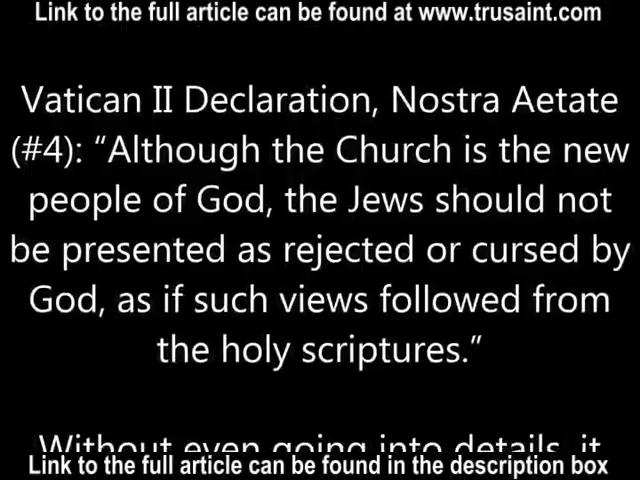 Link to the full article can be found at www.trusaint.com
Vatican II Declaration, Nostra Aetate
(#4): “Although the Church is the new
people of God, the Jews should not
be presented as rejected or cursed by
God, as if such views followed from
the holy scriptures.”
Without even going into details, it
Link to the full article can be found in the description box